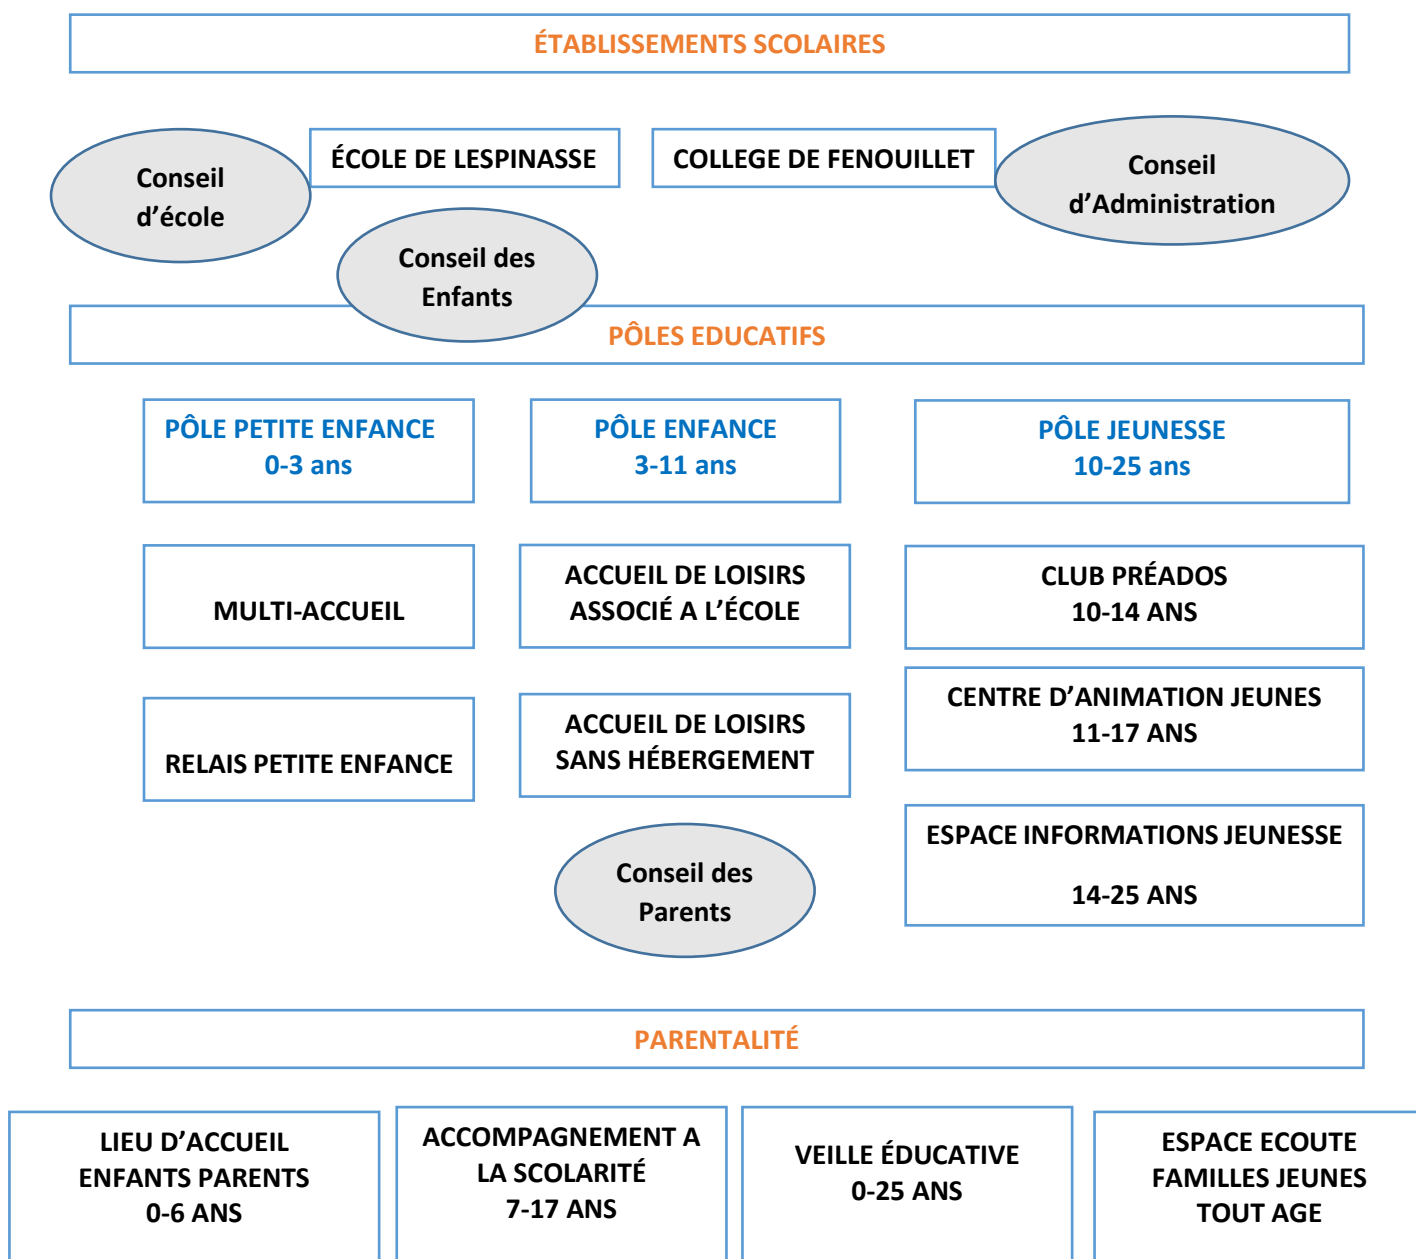 ÉTABLISSEMENTS SCOLAIRES
Conseil
d’école
ÉCOLE DE LESPINASSE
COLLEGE DE FENOUILLET
Conseil
d’Administration
Conseil des
Enfants
PÔLES EDUCATIFS
PÔLE PETITE ENFANCE
0-3 ans
PÔLE ENFANCE
3-11 ans
PÔLE JEUNESSE
10-25 ans
MULTI-ACCUEIL
ACCUEIL DE LOISIRS
ASSOCIÉ A L’ÉCOLE
CLUB PRÉADOS
10-14 ANS
RELAIS PETITE ENFANCE
ACCUEIL DE LOISIRS
SANS HÉBERGEMENT
CENTRE D’ANIMATION JEUNES
11-17 ANS
ESPACE INFORMATIONS JEUNESSE
14-25 ANS
Conseil des
Parents
PARENTALITÉ
LIEU D’ACCUEIL
ENFANTS PARENTS
0-6 ANS
ACCOMPAGNEMENT A
LA SCOLARITÉ
7-17 ANS
VEILLE ÉDUCATIVE
0-25 ANS
ESPACE ECOUTE
FAMILLES JEUNES
TOUT AGE